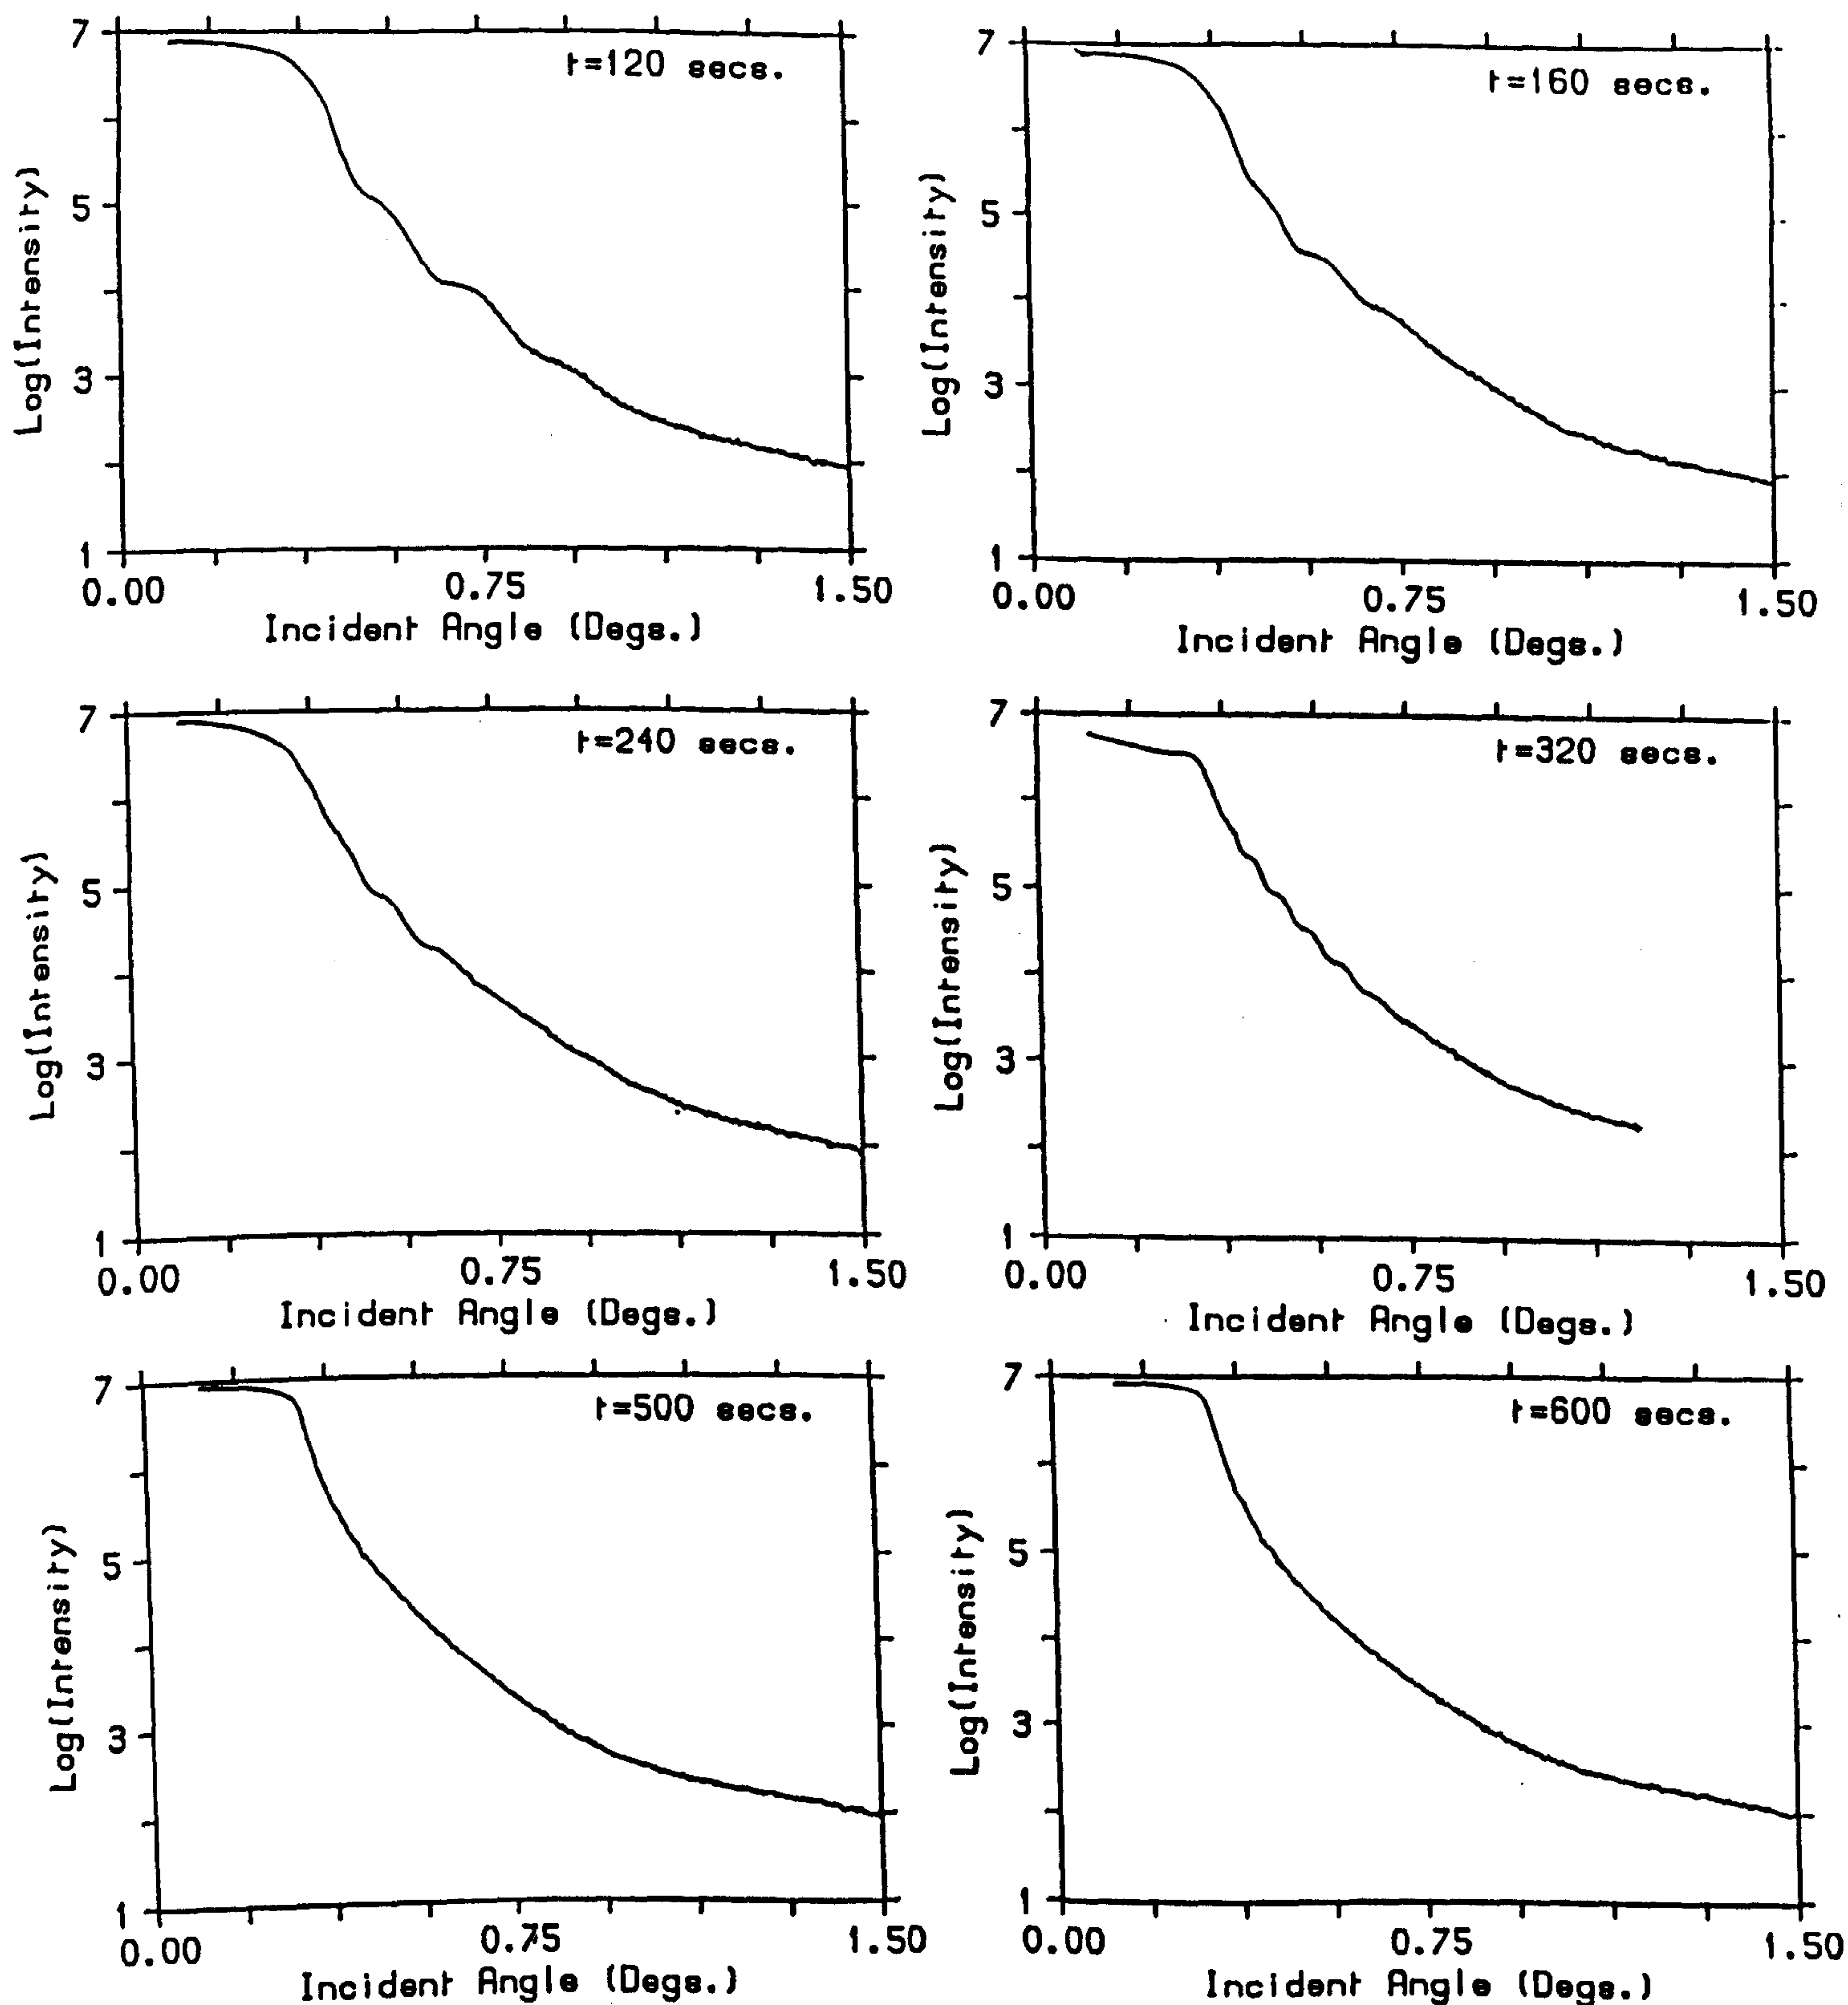 7
t=120 secs.
5
3
1
Log(Intensity)
0.00 0.75 1.50
Incident Angle (Degs.)
7
t=160 secs.
5
3
1
Log(Intensity)
0.00 0.75 1.50
Incident Angle (Degs.)
7
t=240 secs.
5
3
1
Log(Intensity)
0.00 0.75 1.50
Incident Angle (Degs.)
7
t=320 secs.
5
3
1
Log(Intensity)
0.00 0.75 1.50
Incident Angle (Degs.)
7
t=500 secs.
5
3
1
Log(Intensity)
0.00 0.75 1.50
Incident Angle (Degs.)
7
t=600 secs.
5
3
1
Log(Intensity)
0.00 0.75 1.50
Incident Angle (Degs.)